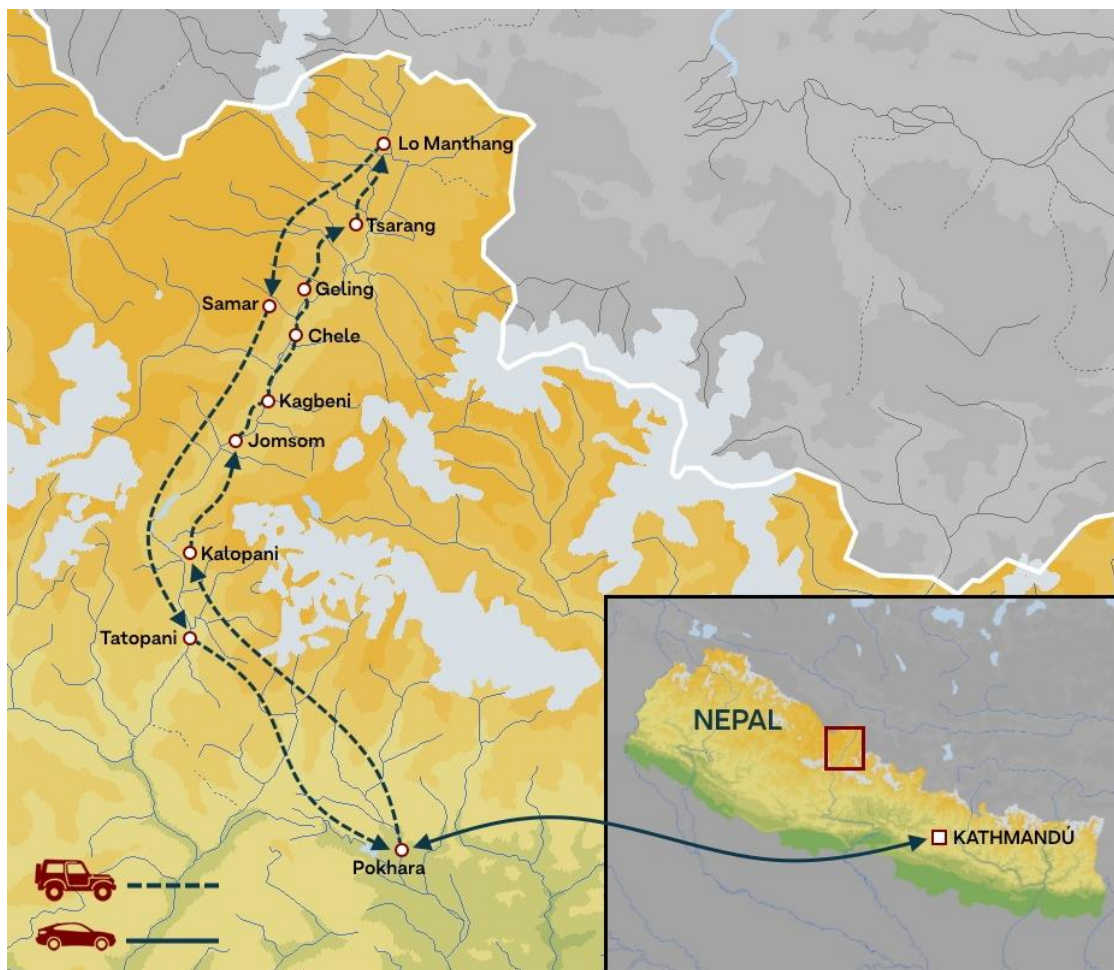 Lo Manthang
Tsarang
Geling
Samar
Chele
Kagbeni
Jomsom
Kalopani
Tatopani
NEPAL
KATHMANDÚ
Pokhara